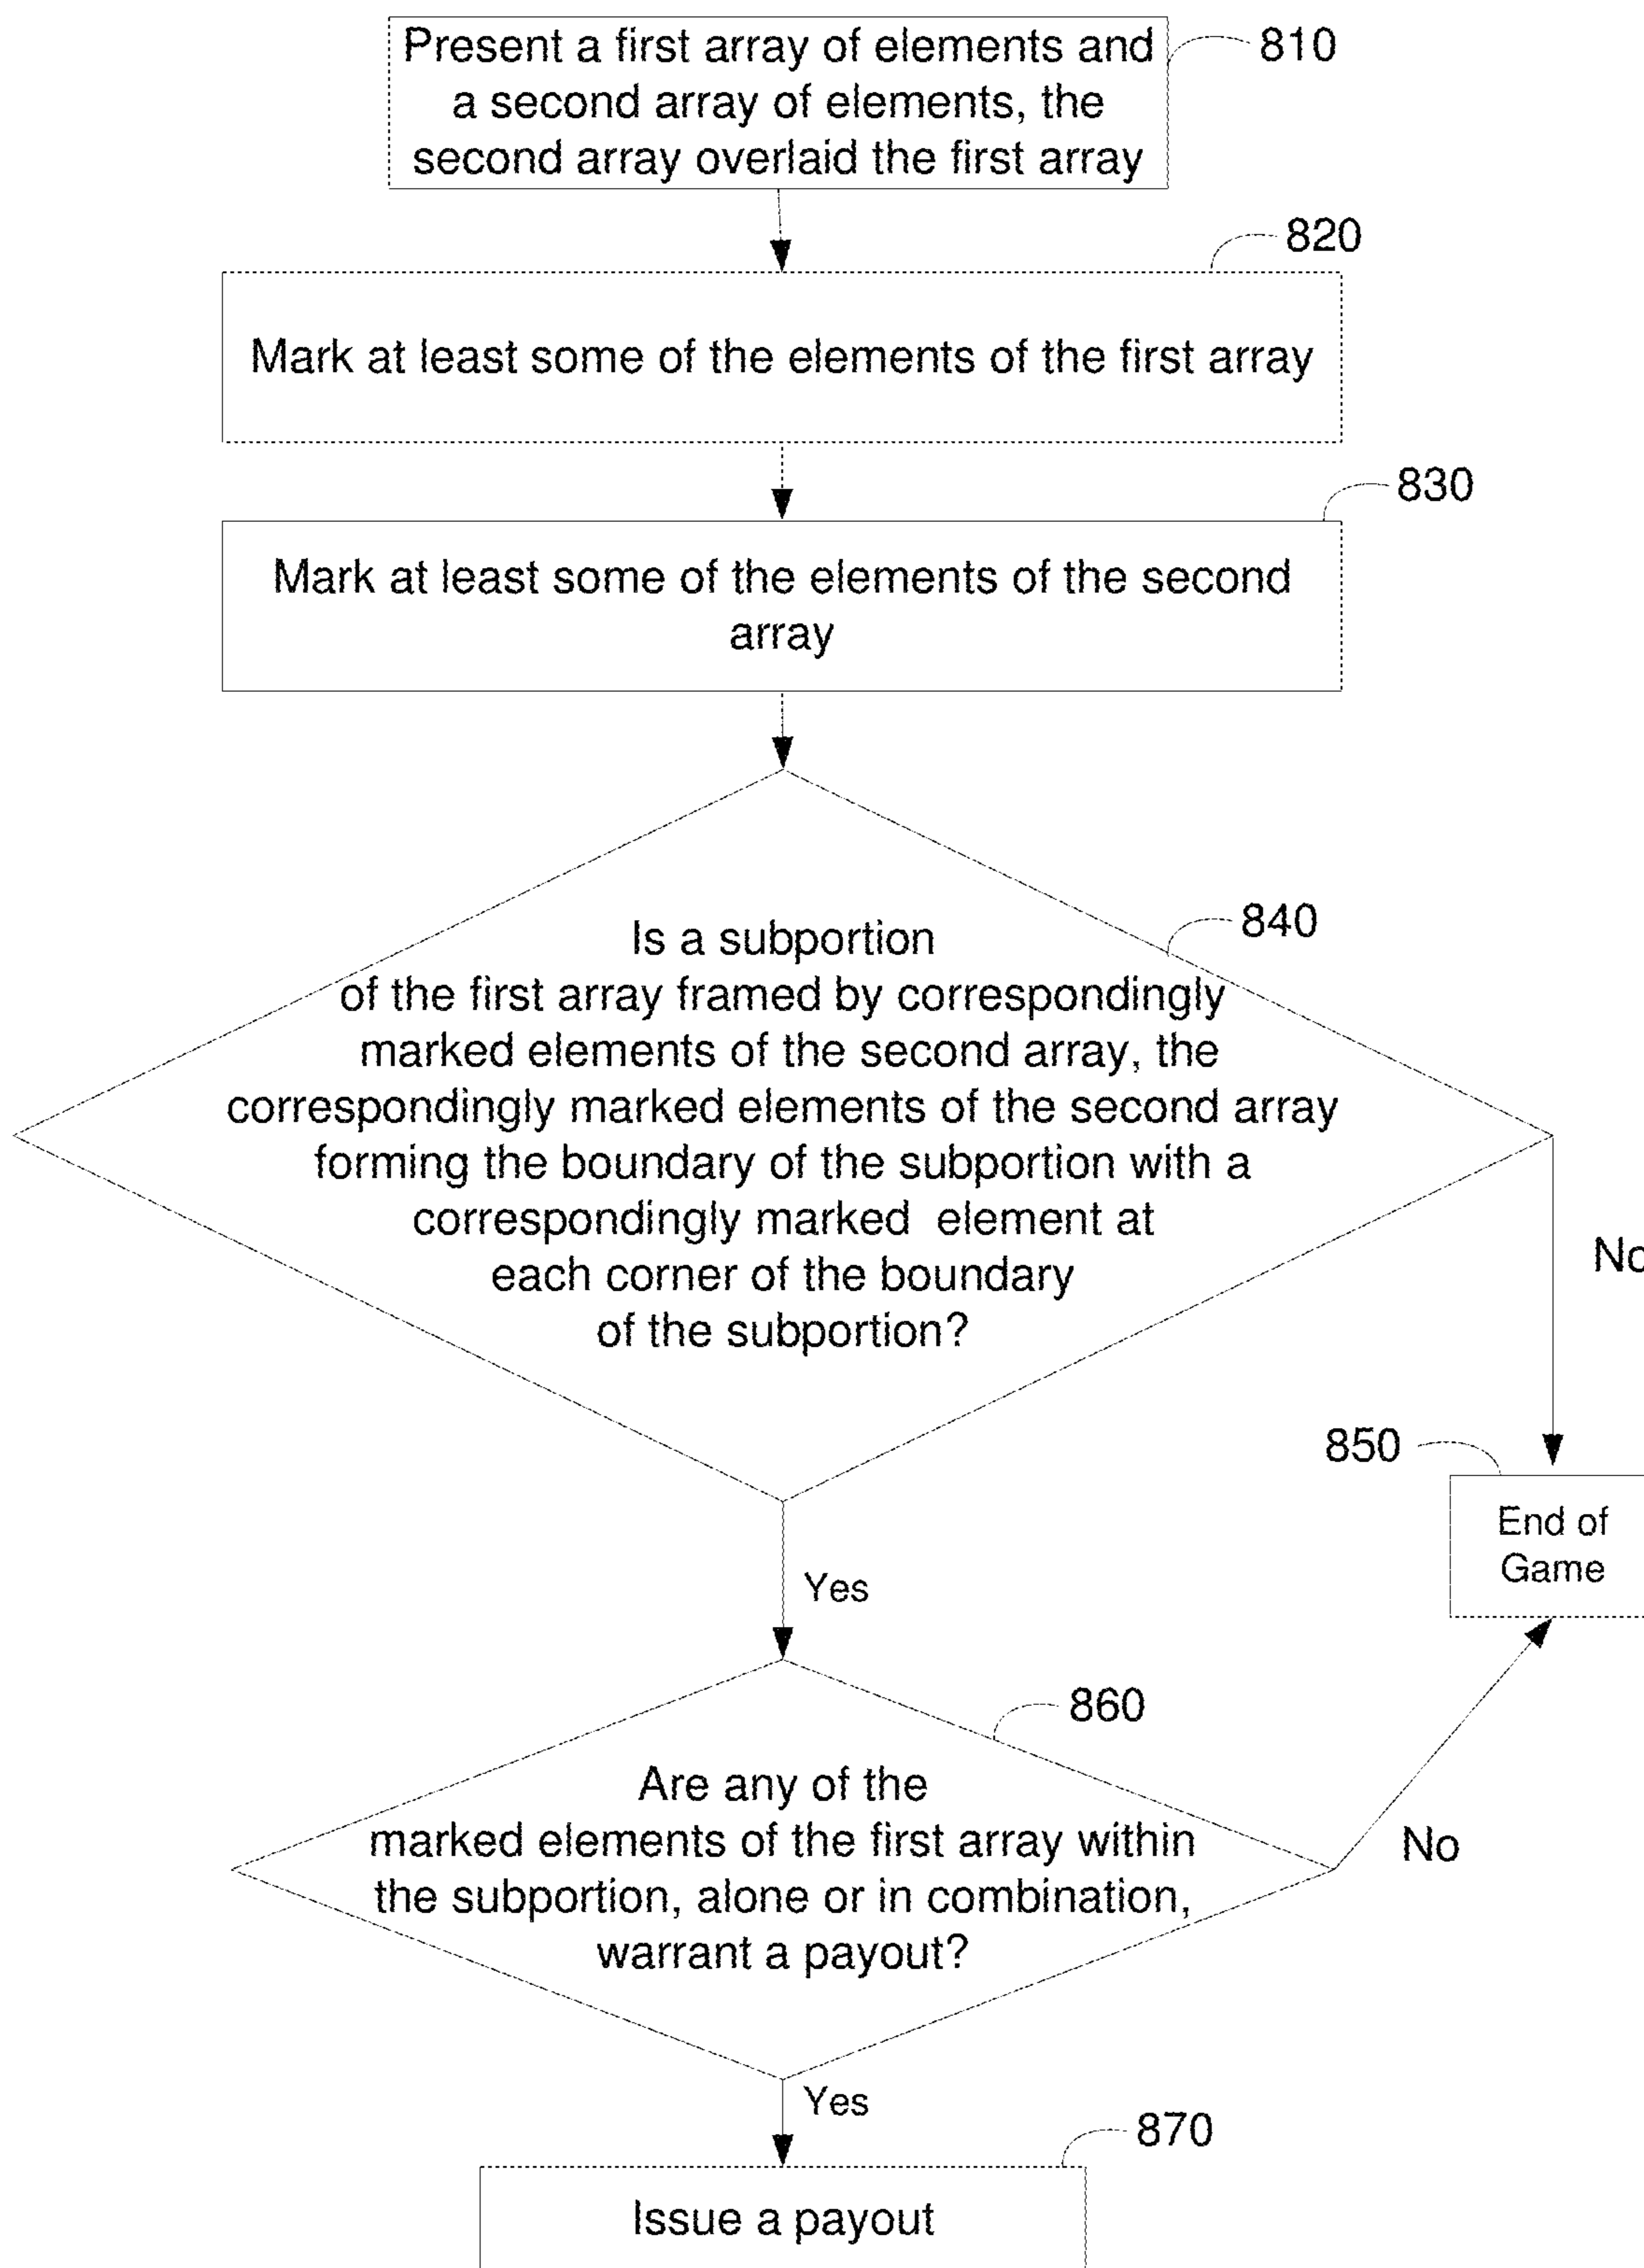 Present a first array of elements and
a second array of elements, the
second array overlaid the first array
810
820
Mark at least some of the elements of the first array
830
Mark at least some of the elements of the second
array
840
Is a subportion
of the first array framed by correspondingly
marked elements of the second array, the
correspondingly marked elements of the second array
forming the boundary of the subportion with a
correspondingly marked element at
each corner of the boundary
of the subportion?
No
850
End of
Game
Yes
860
Are any of the
marked elements of the first array within
the subportion, alone or in combination,
warrant a payout?
No
Yes
870
Issue a payout